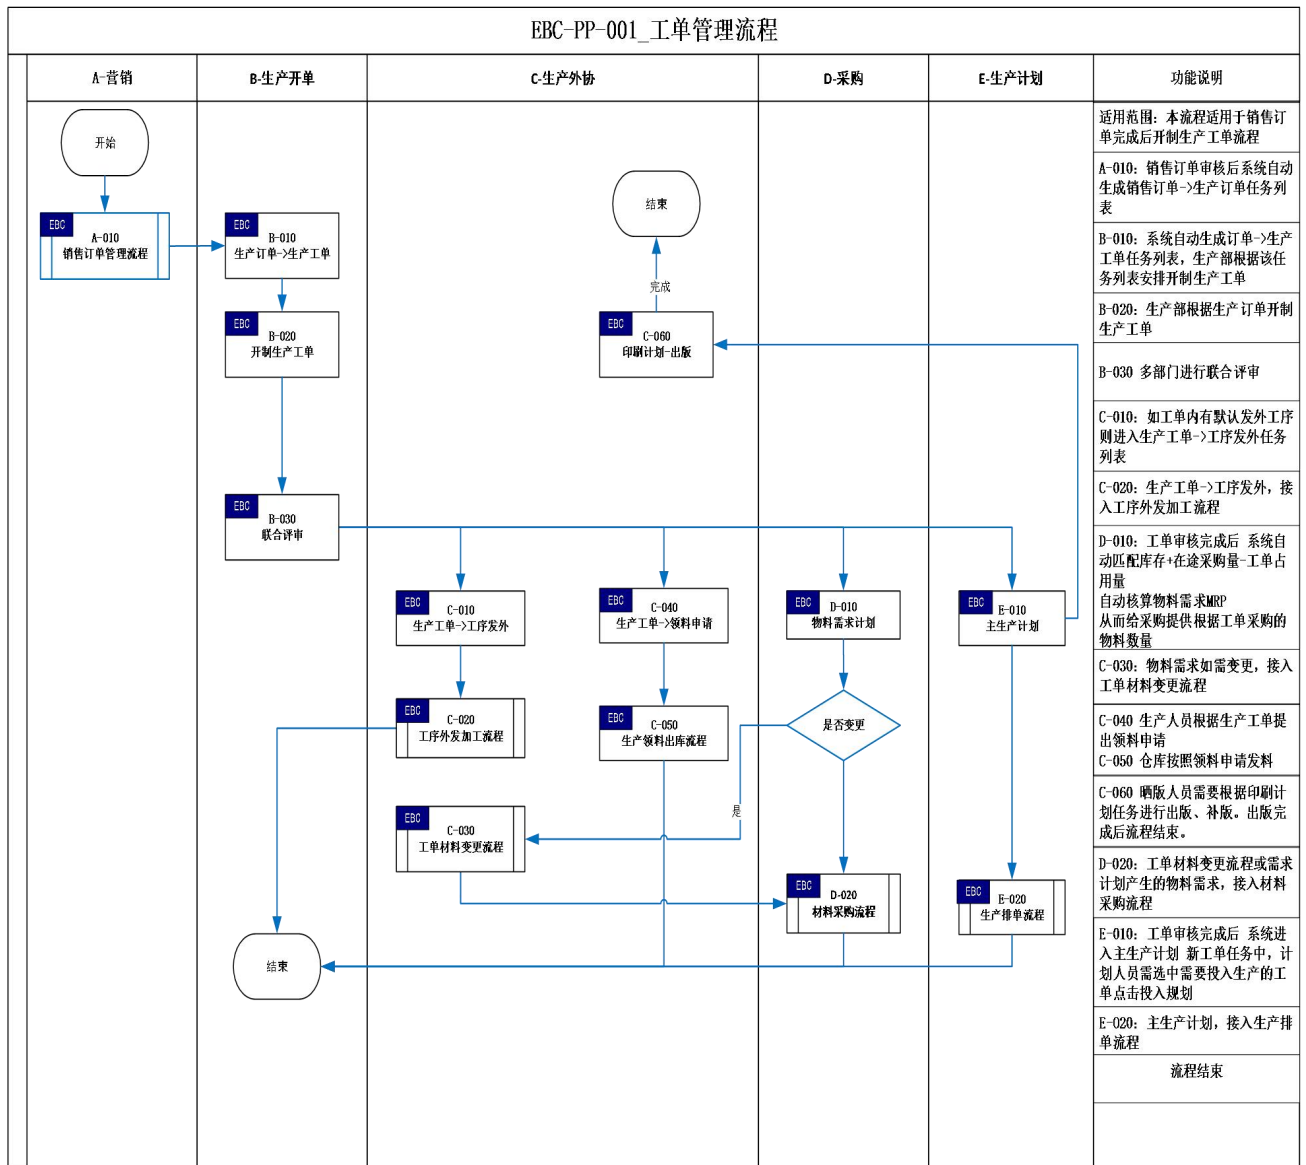 EBC-PP-001_工单管理流程
A-营销
B-生产开单
C-生产外协
D-采购
E-生产计划
功能说明
开始
EBC
A-010
销售订单管理流程
EBC
B-010
生产订单->生产工单
EBC
B-020
开制生产工单
EBC
B-030
联合评审
结束
完成
EBC
C-060
印刷计划-出版
EBC
C-010
生产工单->工序发外
EBC
C-040
生产工单->领料申请
EBC
D-010
物料需求计划
EBC
E-010
主生产计划
EBC
C-020
工序外发加工流程
EBC
C-050
生产领料出库流程
是否变更
是
EBC
C-030
工单材料变更流程
EBC
D-020
材料采购流程
EBC
E-020
生产排单流程
结束
适用范围：本流程适用于销售订
单完成后开制生产工单流程
A-010：销售订单审核后系统自动
生成销售订单->生产订单任务列
表
B-010：系统自动生成订单->生产
工单任务列表，生产部根据该任
务列表安排开制生产工单
B-020：生产部根据生产订单开制
生产工单
B-030 多部门进行联合评审
C-010：如工单内有默认发外工序
则进入生产工单->工序发外任务
列表
C-020：生产工单->工序发外，接
入工序外发加工流程
D-010：工单审核完成后 系统自
动匹配库存+在途采购量-工单占
用量
自动核算物料需求MRP
从而给采购提供根据工单采购的
物料数量
C-030：物料需求如需变更，接入
工单材料变更流程
C-040 生产人员根据生产工单提
出领料申请
C-050 仓库按照领料申请发料
C-060 晒版人员需要根据印刷计
划任务进行出版、补版。出版完
成后流程结束。
D-020：工单材料变更流程或需求
计划产生的物料需求，接入材料
采购流程
E-010：工单审核完成后 系统进
入主生产计划 新工单任务中，计
划人员需选中需要投入生产的工
单点击投入规划
E-020：主生产计划，接入生产排
单流程
流程结束